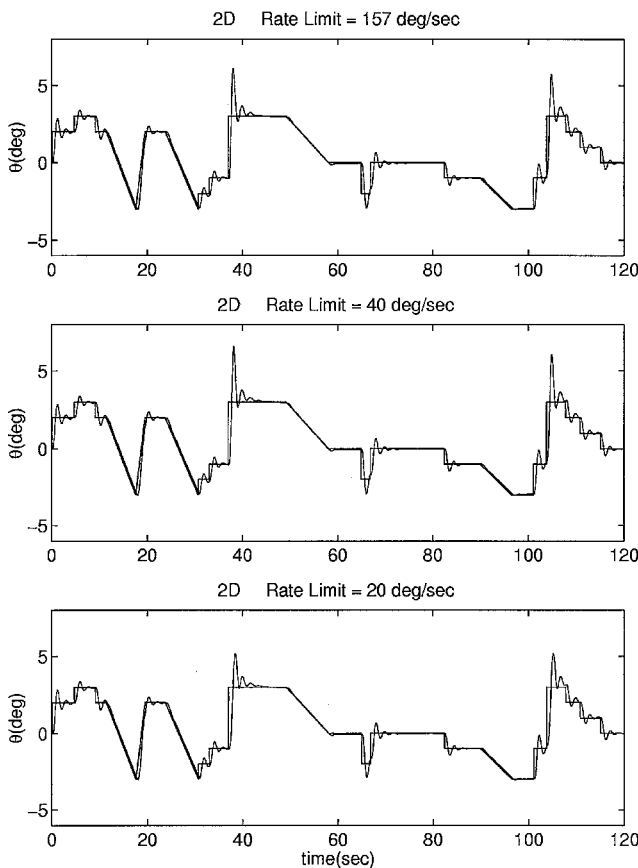 2D Rate Limit = 157 deg/sec
5
0
−5
θ(deg)
0 20 40 60 80 100 120
2D Rate Limit = 40 deg/sec
5
0
−5
θ(deg)
0 20 40 60 80 100 120
2D Rate Limit = 20 deg/sec
5
0
−5
θ(deg)
0 20 40 60 80 100 120
time(sec)